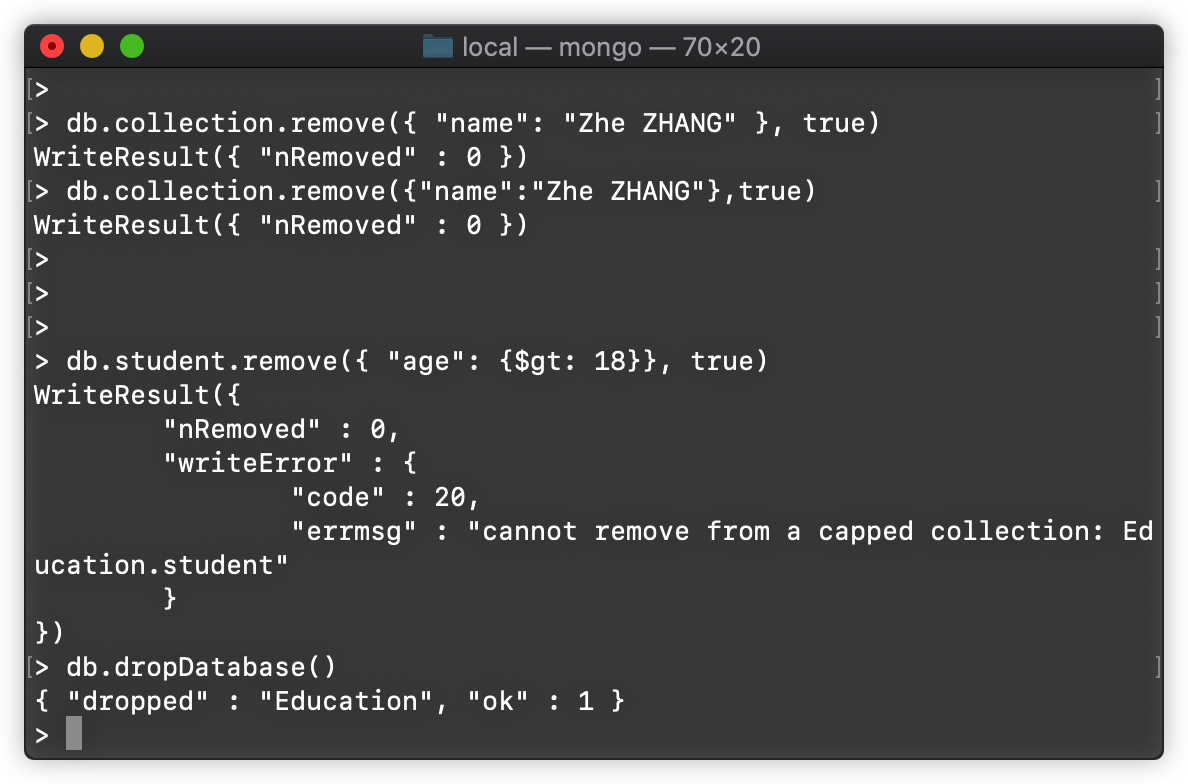 local — mongo — 70×20
[> ]
[> db.collection.remove({ "name": "Zhe ZHANG" }, true) ]
WriteResult({ "nRemoved" : 0 })
[> db.collection.remove({"name":"Zhe ZHANG"},true) ]
WriteResult({ "nRemoved" : 0 })
[> ]
[> ]
[> ]
> db.student.remove({ "age": {$gt: 18}}, true)
WriteResult({
        "nRemoved" : 0,
        "writeError" : {
                "code" : 20,
                "errmsg" : "cannot remove from a capped collection: Ed
ucation.student"
        }
})
[> db.dropDatabase() ]
{ "dropped" : "Education", "ok" : 1 }
>